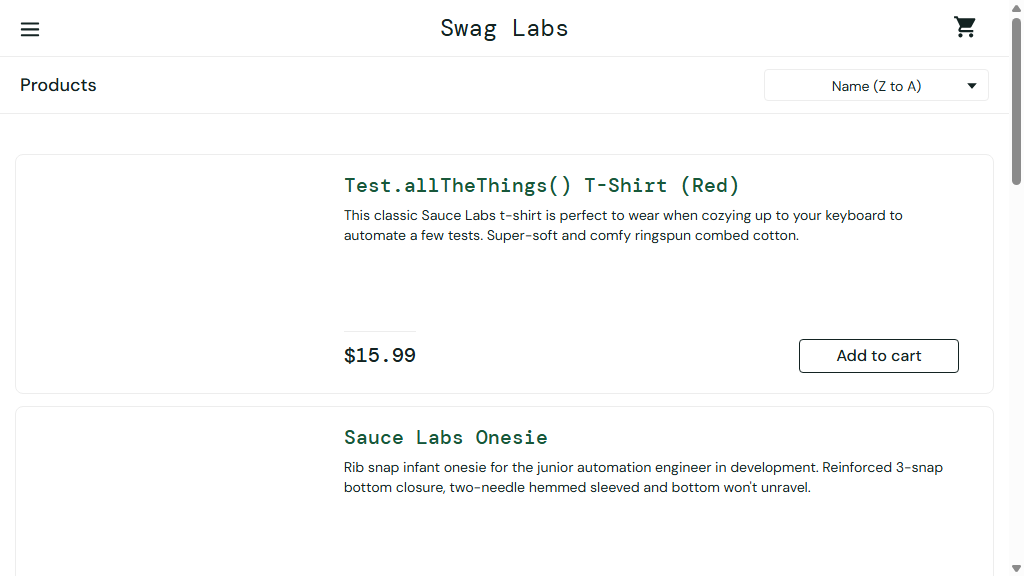 Swag Labs
Products
Name (Z to A)
Test.allTheThings() T-Shirt (Red)
This classic Sauce Labs t-shirt is perfect to wear when cozying up to your keyboard to
automate a few tests. Super-soft and comfy ringspun combed cotton.
$15.99
Add to cart
Sauce Labs Onesie
Rib snap infant onesie for the junior automation engineer in development. Reinforced 3-snap
bottom closure, two-needle hemmed sleeved and bottom won't unravel.